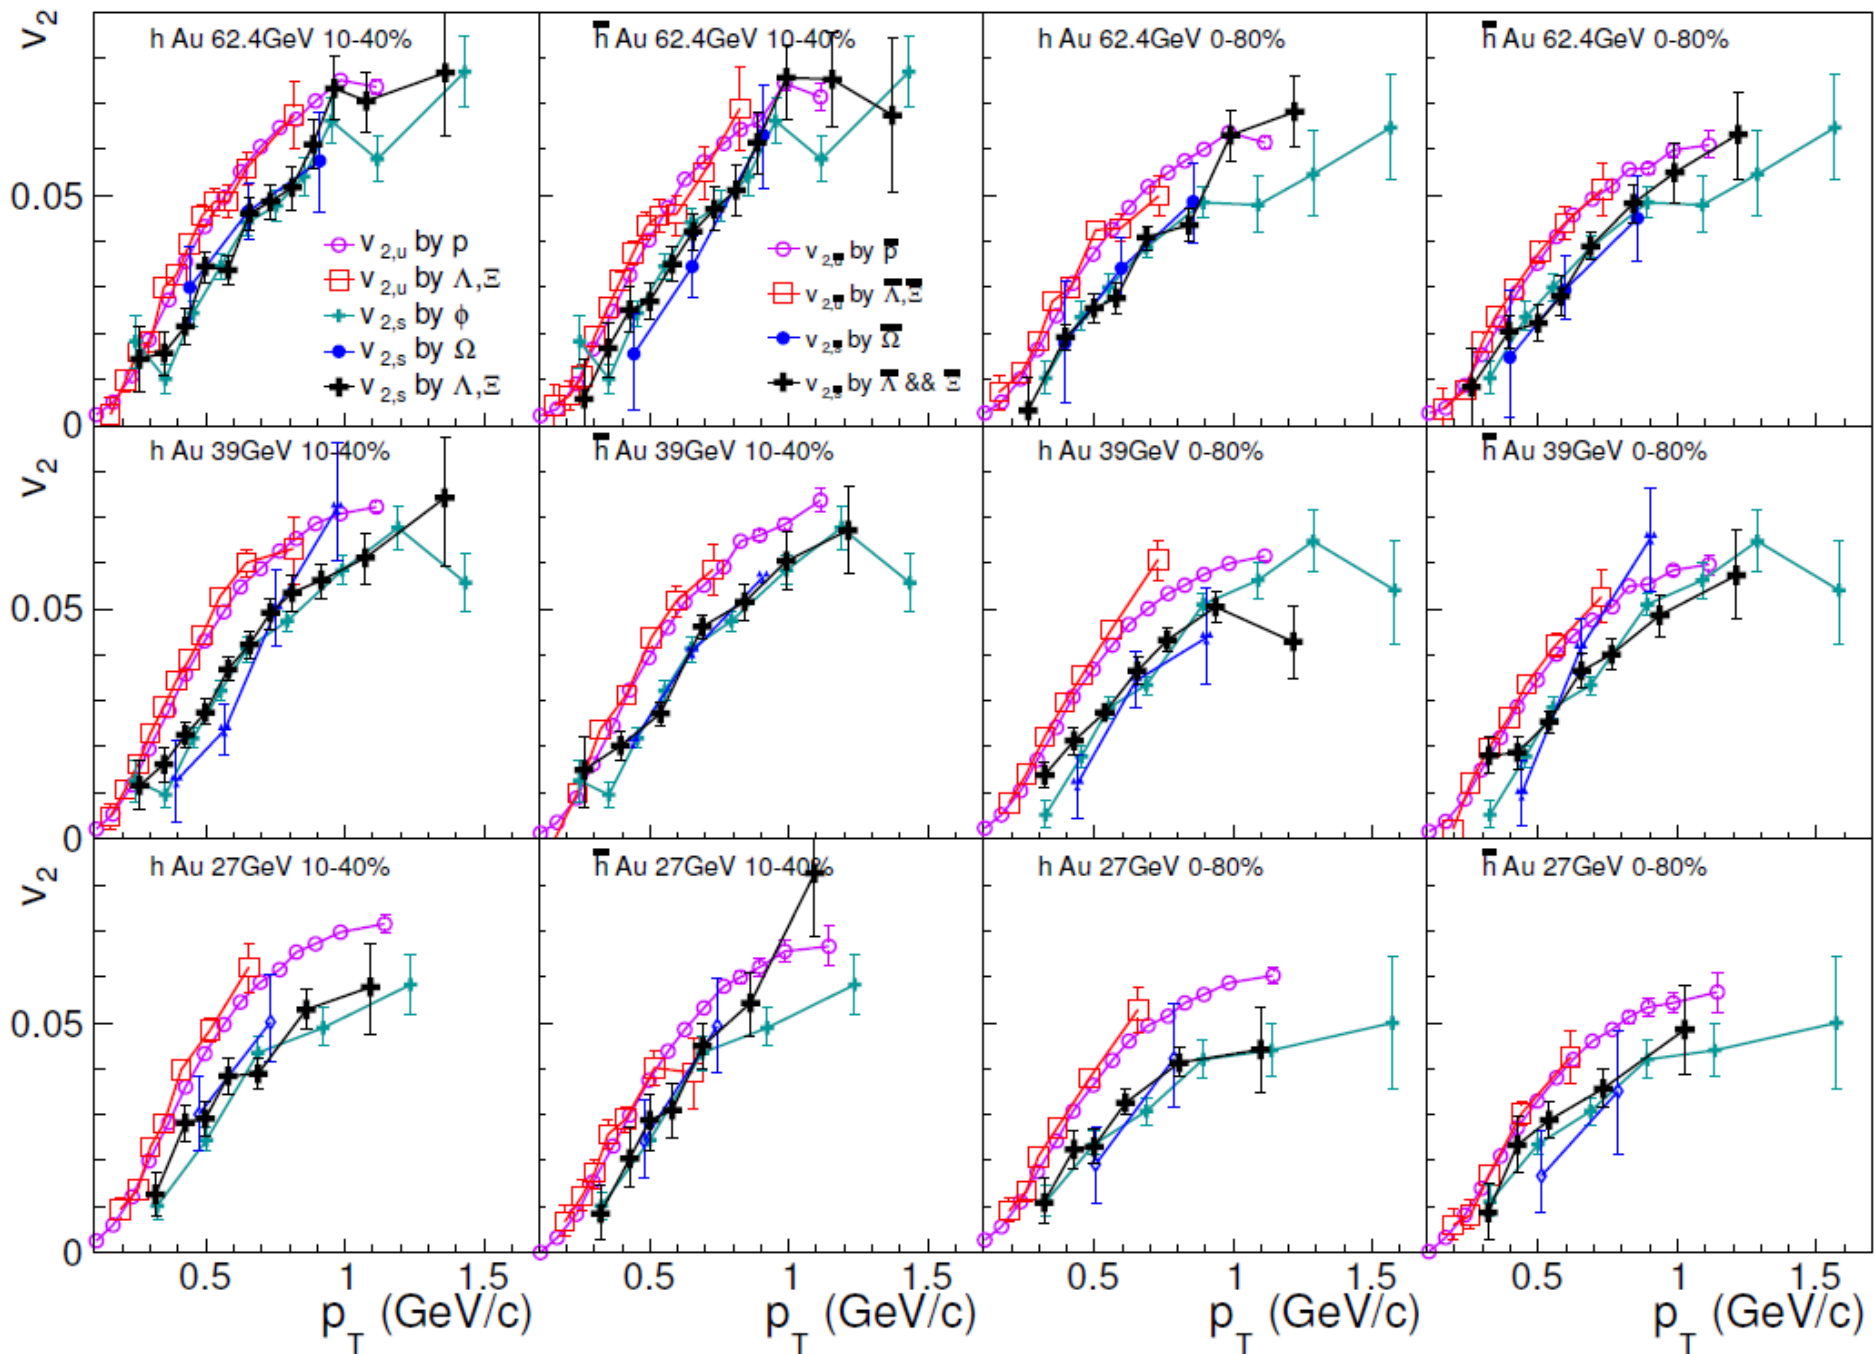 h Au 62.4GeV 10-40%
h̄ Au 62.4GeV 10-40%
h Au 62.4GeV 0-80%
h̄ Au 62.4GeV 0-80%
v₂
0.05
0
v₂,u by p
v₂,u by Λ,Ξ
v₂,s by ϕ
v₂,s by Ω
v₂,s by Λ,Ξ
v₂,ū by p̄
v₂,ū by Λ̄,Ξ̄
v₂,s̄ by Ω̄
v₂,s̄ by Λ̄ && Ξ̄
h Au 39GeV 10-40%
h̄ Au 39GeV 10-40%
h Au 39GeV 0-80%
h̄ Au 39GeV 0-80%
v₂
0.05
0
h Au 27GeV 10-40%
h̄ Au 27GeV 10-40%
h Au 27GeV 0-80%
h̄ Au 27GeV 0-80%
v₂
0.05
0
0.5 1 1.5
0.5 1 1.5
0.5 1 1.5
0.5 1 1.5
p_T (GeV/c)
p_T (GeV/c)
p_T (GeV/c)
p_T (GeV/c)